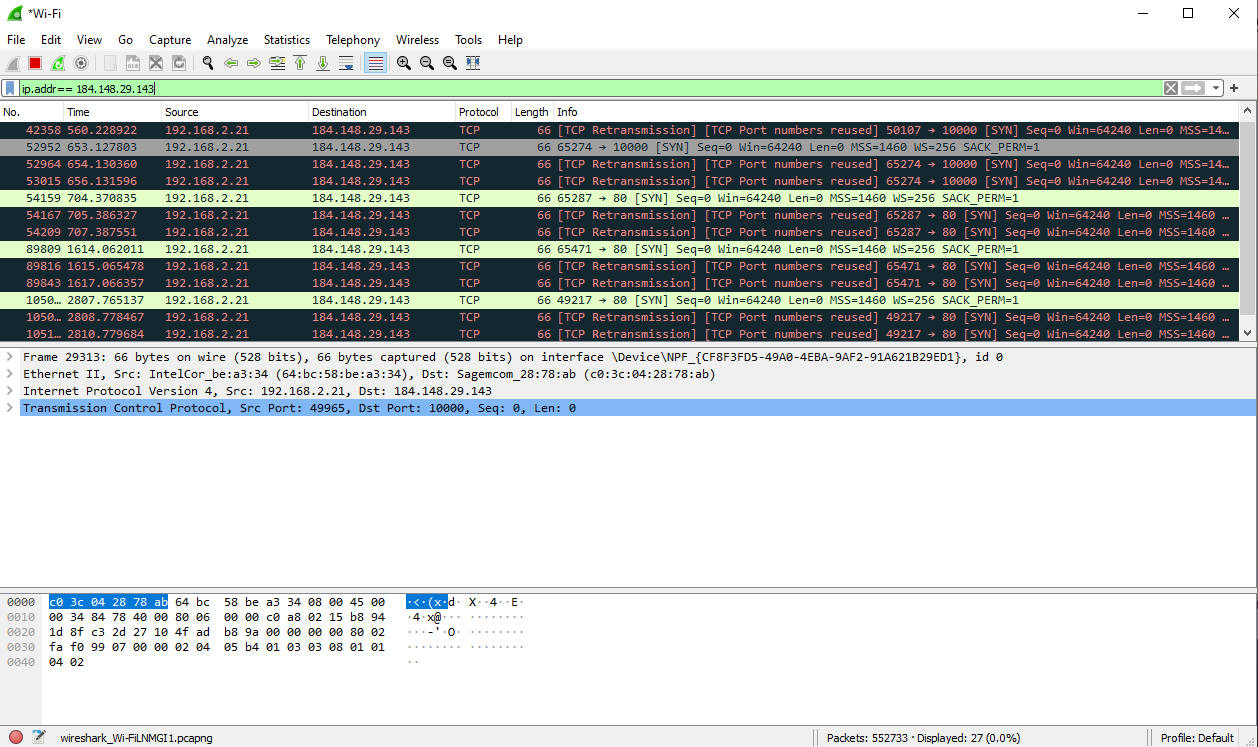 *Wi-Fi
File Edit View Go Capture Analyze Statistics Telephony Wireless Tools Help
ip.addr== 184.148.29.143
No. Time Source Destination Protocol Length Info
42358 560.228922 192.168.2.21 184.148.29.143 TCP 66 [TCP Retransmission] [TCP Port numbers reused] 50107 → 10000 [SYN] Seq=0 Win=64240 Len=0 MSS=14…
52952 653.127803 192.168.2.21 184.148.29.143 TCP 66 65274 → 10000 [SYN] Seq=0 Win=64240 Len=0 MSS=1460 WS=256 SACK_PERM=1
52964 654.130360 192.168.2.21 184.148.29.143 TCP 66 [TCP Retransmission] [TCP Port numbers reused] 65274 → 10000 [SYN] Seq=0 Win=64240 Len=0 MSS=14…
53015 656.131596 192.168.2.21 184.148.29.143 TCP 66 [TCP Retransmission] [TCP Port numbers reused] 65274 → 10000 [SYN] Seq=0 Win=64240 Len=0 MSS=14…
54159 704.370835 192.168.2.21 184.148.29.143 TCP 66 65287 → 80 [SYN] Seq=0 Win=64240 Len=0 MSS=1460 WS=256 SACK_PERM=1
54167 705.386327 192.168.2.21 184.148.29.143 TCP 66 [TCP Retransmission] [TCP Port numbers reused] 65287 → 80 [SYN] Seq=0 Win=64240 Len=0 MSS=1460 …
54209 707.387551 192.168.2.21 184.148.29.143 TCP 66 [TCP Retransmission] [TCP Port numbers reused] 65287 → 80 [SYN] Seq=0 Win=64240 Len=0 MSS=1460 …
89809 1614.062011 192.168.2.21 184.148.29.143 TCP 66 65471 → 80 [SYN] Seq=0 Win=64240 Len=0 MSS=1460 WS=256 SACK_PERM=1
89816 1615.065478 192.168.2.21 184.148.29.143 TCP 66 [TCP Retransmission] [TCP Port numbers reused] 65471 → 80 [SYN] Seq=0 Win=64240 Len=0 MSS=1460 …
89843 1617.066357 192.168.2.21 184.148.29.143 TCP 66 [TCP Retransmission] [TCP Port numbers reused] 65471 → 80 [SYN] Seq=0 Win=64240 Len=0 MSS=1460 …
1050… 2807.765137 192.168.2.21 184.148.29.143 TCP 66 49217 → 80 [SYN] Seq=0 Win=64240 Len=0 MSS=1460 WS=256 SACK_PERM=1
1050… 2808.778467 192.168.2.21 184.148.29.143 TCP 66 [TCP Retransmission] [TCP Port numbers reused] 49217 → 80 [SYN] Seq=0 Win=64240 Len=0 MSS=1460 …
1051… 2810.779684 192.168.2.21 184.148.29.143 TCP 66 [TCP Retransmission] [TCP Port numbers reused] 49217 → 80 [SYN] Seq=0 Win=64240 Len=0 MSS=1460 …
Frame 29313: 66 bytes on wire (528 bits), 66 bytes captured (528 bits) on interface \Device\NPF_{CF8F3FD5-49A0-4EBA-9AF2-91A621B29ED1}, id 0
Ethernet II, Src: IntelCor_be:a3:34 (64:bc:58:be:a3:34), Dst: Sagemcom_28:78:ab (c0:3c:04:28:78:ab)
Internet Protocol Version 4, Src: 192.168.2.21, Dst: 184.148.29.143
Transmission Control Protocol, Src Port: 49965, Dst Port: 10000, Seq: 0, Len: 0
0000 c0 3c 04 28 78 ab 64 bc 58 be a3 34 08 00 45 00 ·<·(x·d· X··4··E·
0010 00 34 84 78 40 00 80 06 00 00 c0 a8 02 15 b8 94 ·4·x@··· ········
0020 1d 8f c3 2d 27 10 4f ad b8 9a 00 00 00 00 80 02 ···-'·O· ········
0030 fa f0 99 07 00 00 02 04 05 b4 01 03 03 08 01 01 ········ ········
0040 04 02 ··
wireshark_Wi-FiLNMGI1.pcapng Packets: 552733 · Displayed: 27 (0.0%) Profile: Default